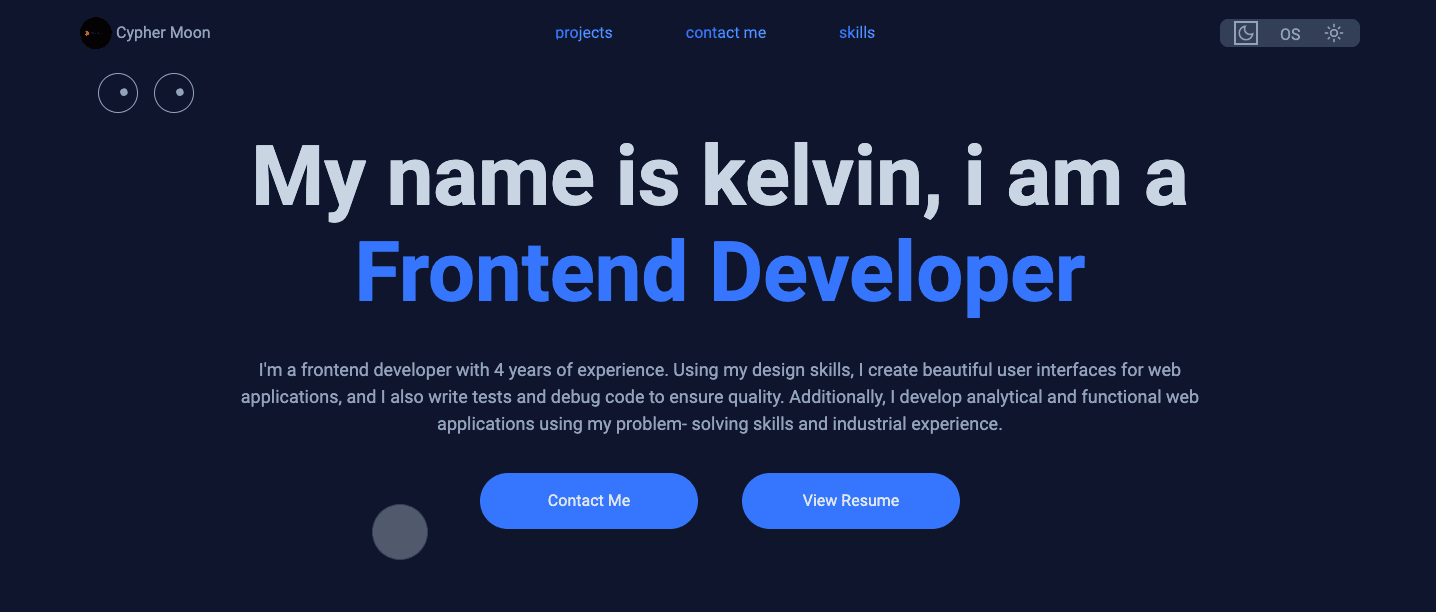 Cypher Moon
projects
contact me
skills
OS
My name is kelvin, i am a
Frontend Developer
I'm a frontend developer with 4 years of experience. Using my design skills, I create beautiful user interfaces for web
applications, and I also write tests and debug code to ensure quality. Additionally, I develop analytical and functional web
applications using my problem- solving skills and industrial experience.
Contact Me
View Resume